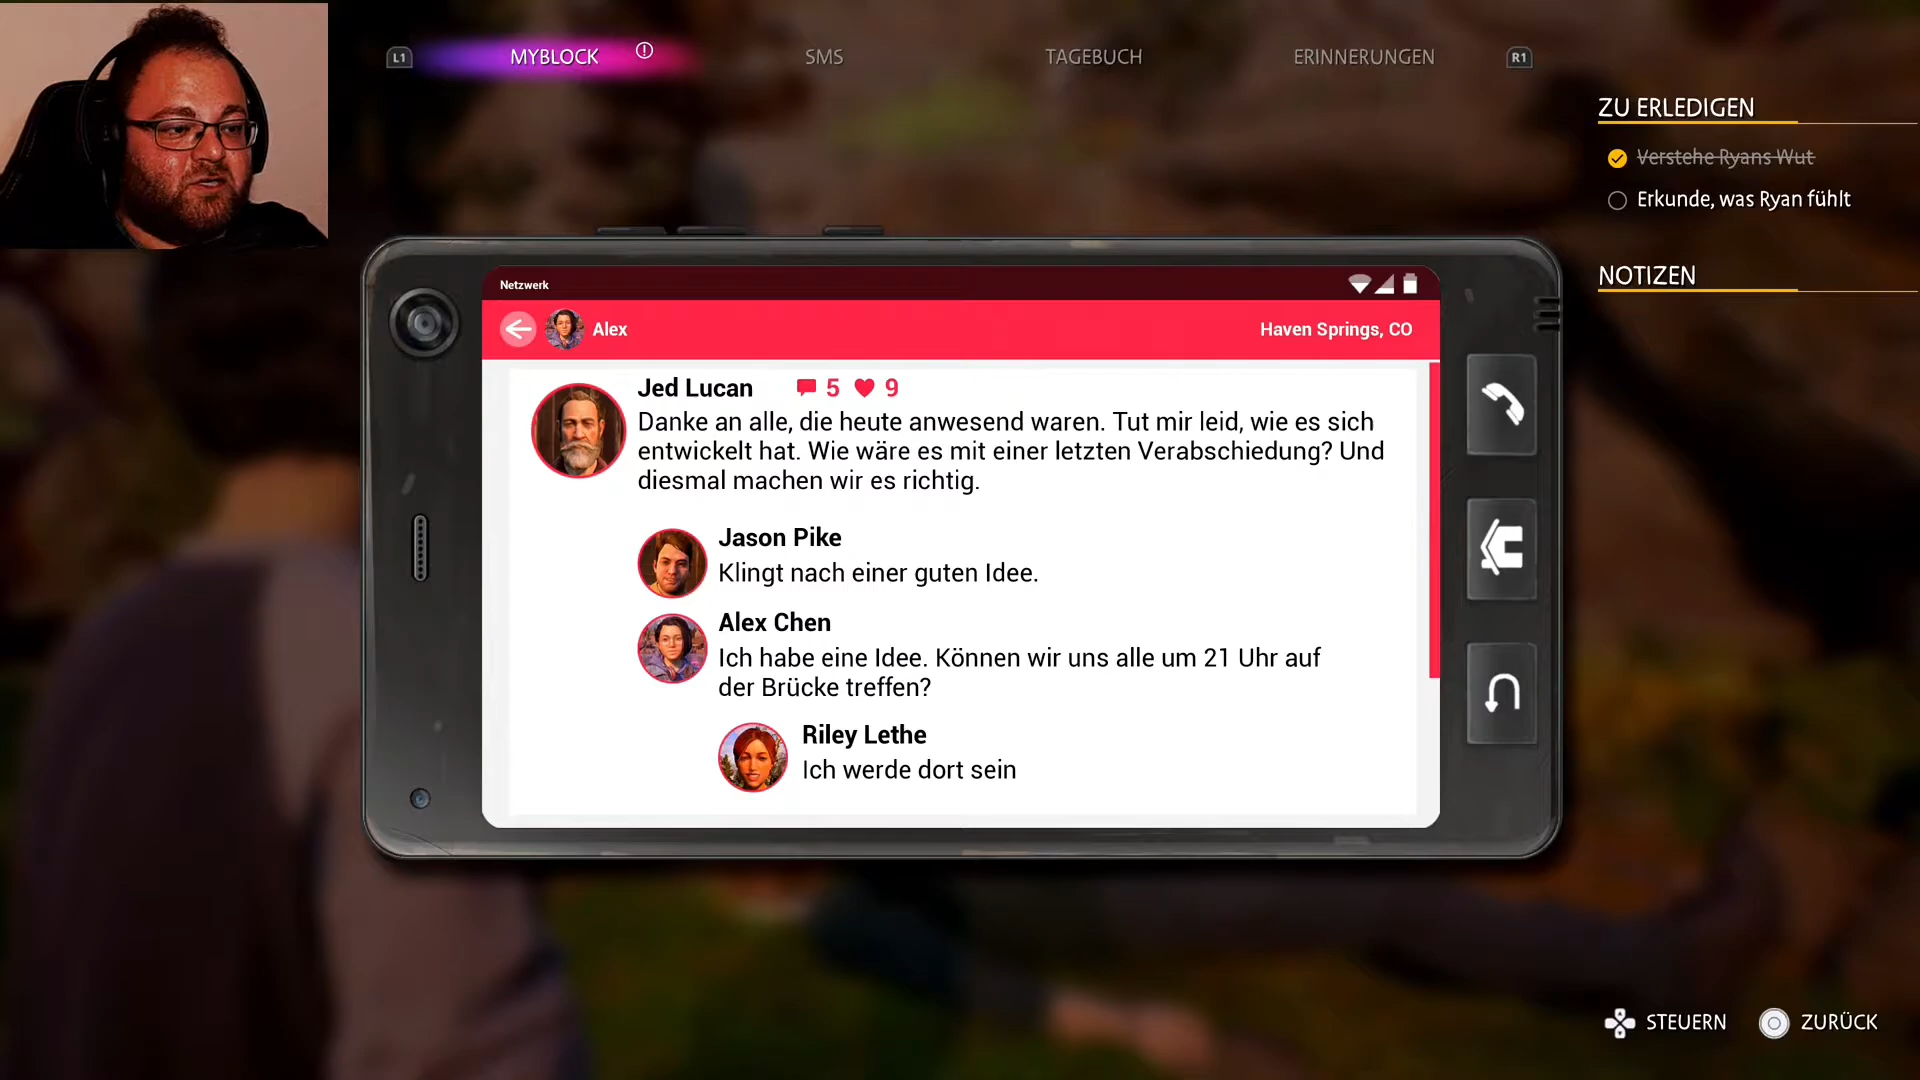 L1
MYBLOCK
SMS
TAGEBUCH
ERINNERUNGEN
R1
ZU ERLEDIGEN
Verstehe Ryans Wut
Erkunde, was Ryan fühlt
NOTIZEN
Netzwerk
Alex
Haven Springs, CO
Jed Lucan 5 9
Danke an alle, die heute anwesend waren. Tut mir leid, wie es sich
entwickelt hat. Wie wäre es mit einer letzten Verabschiedung? Und
diesmal machen wir es richtig.
Jason Pike
Klingt nach einer guten Idee.
Alex Chen
Ich habe eine Idee. Können wir uns alle um 21 Uhr auf
der Brücke treffen?
Riley Lethe
Ich werde dort sein
STEUERN
ZURÜCK